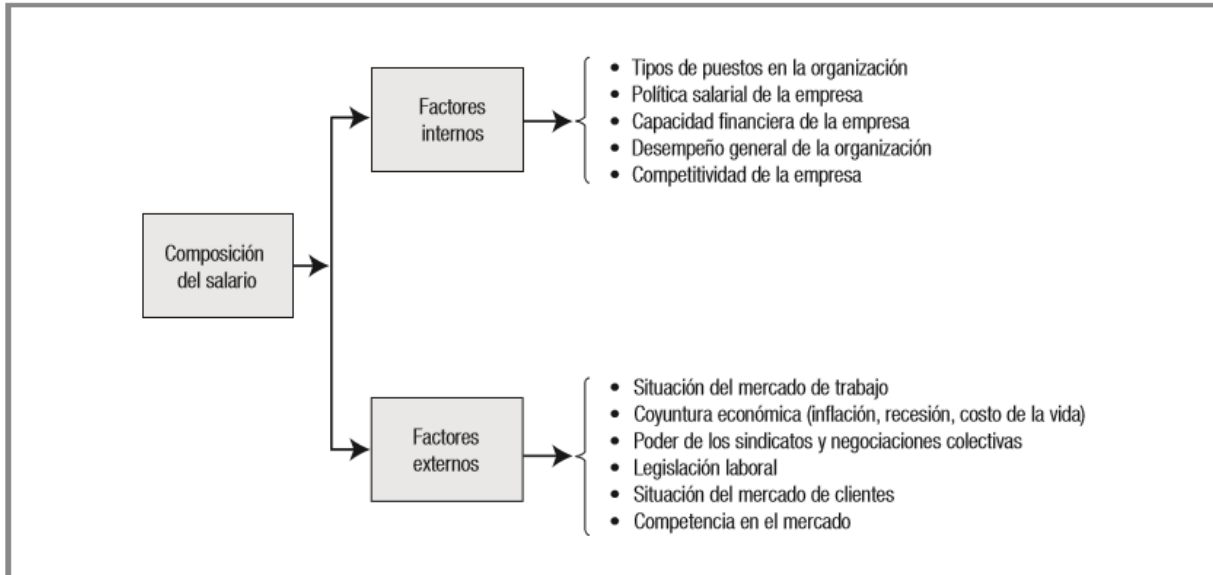 Composición
del salario
Factores
internos
• Tipos de puestos en la organización
• Política salarial de la empresa
• Capacidad financiera de la empresa
• Desempeño general de la organización
• Competitividad de la empresa
Factores
externos
• Situación del mercado de trabajo
• Coyuntura económica (inflación, recesión, costo de la vida)
• Poder de los sindicatos y negociaciones colectivas
• Legislación laboral
• Situación del mercado de clientes
• Competencia en el mercado